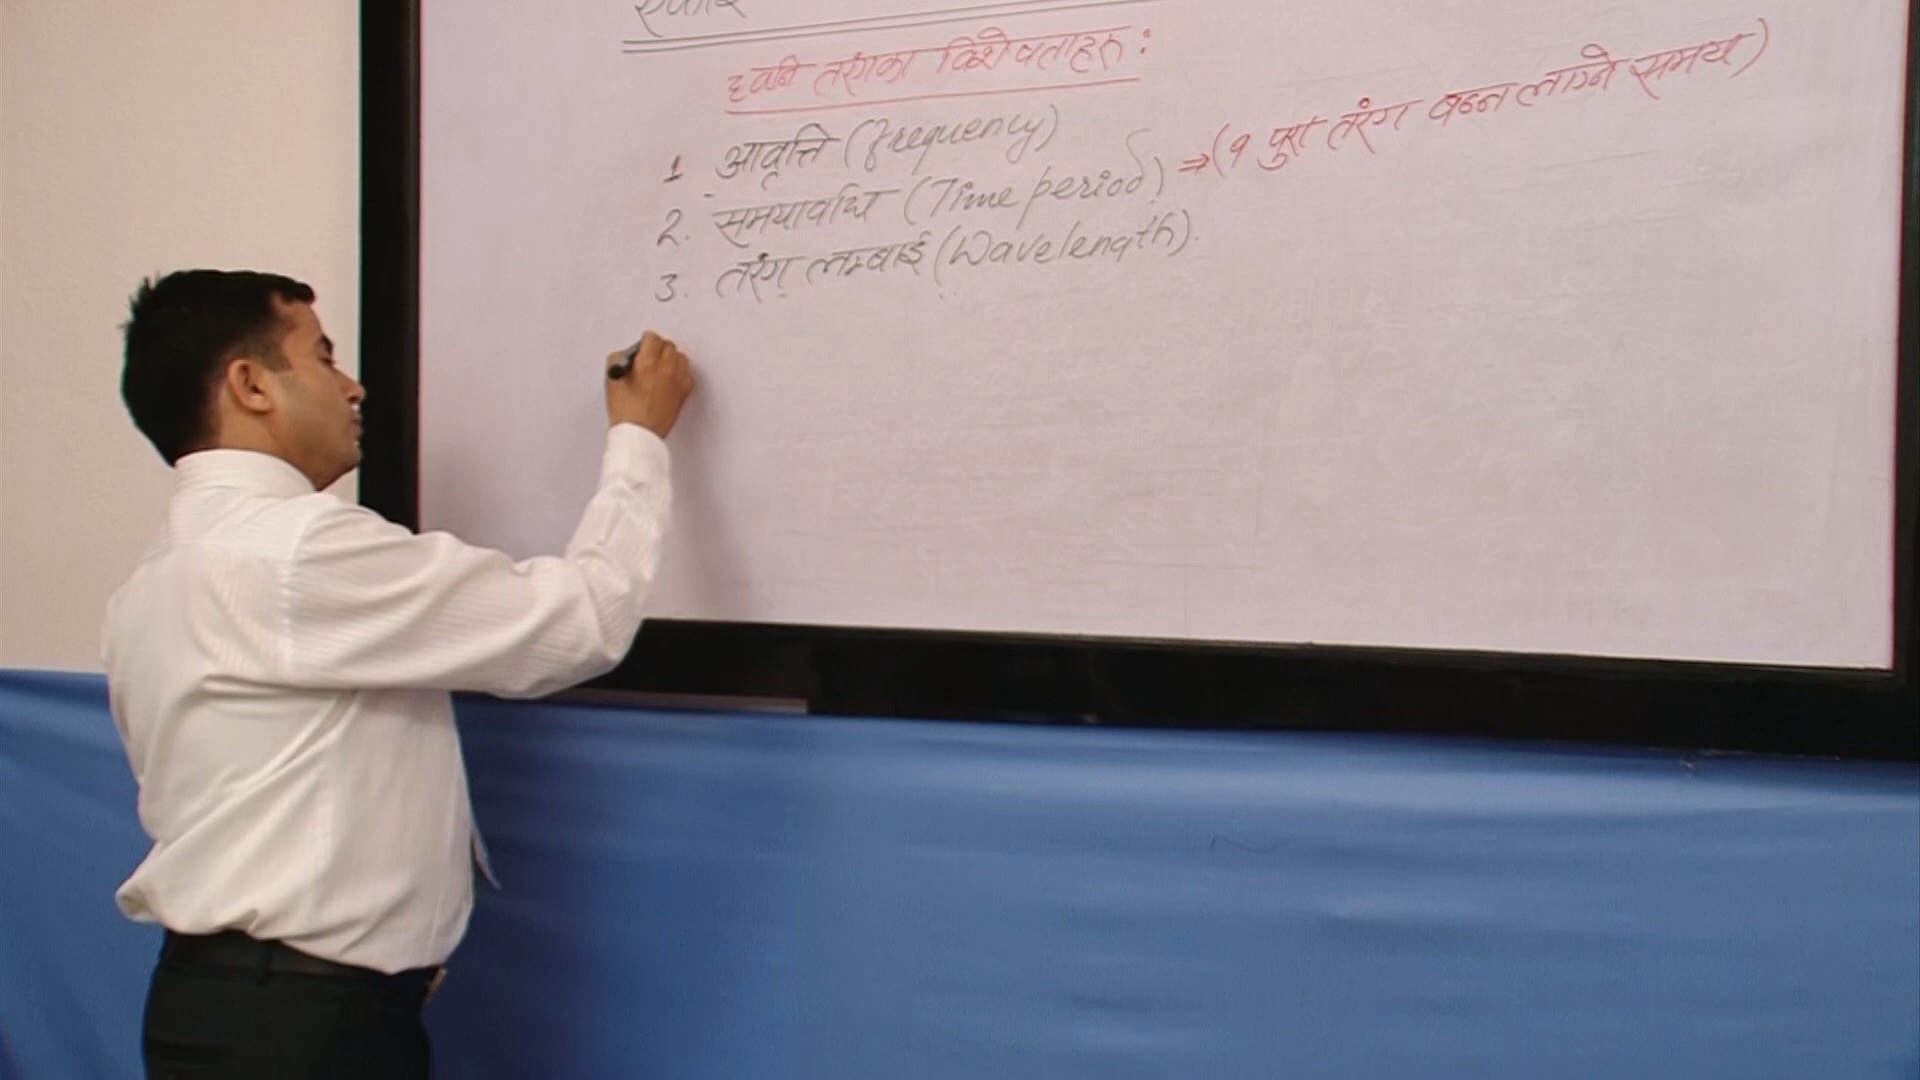 ध्वनि तरंगका विशेषताहरु :
1 आवृत्ति (frequency)
2. समयावधि (Time period) ⇒ (१ पुरा तरंग बन्न लाग्ने समय)
3. तरंग लम्बाई (Wavelength).